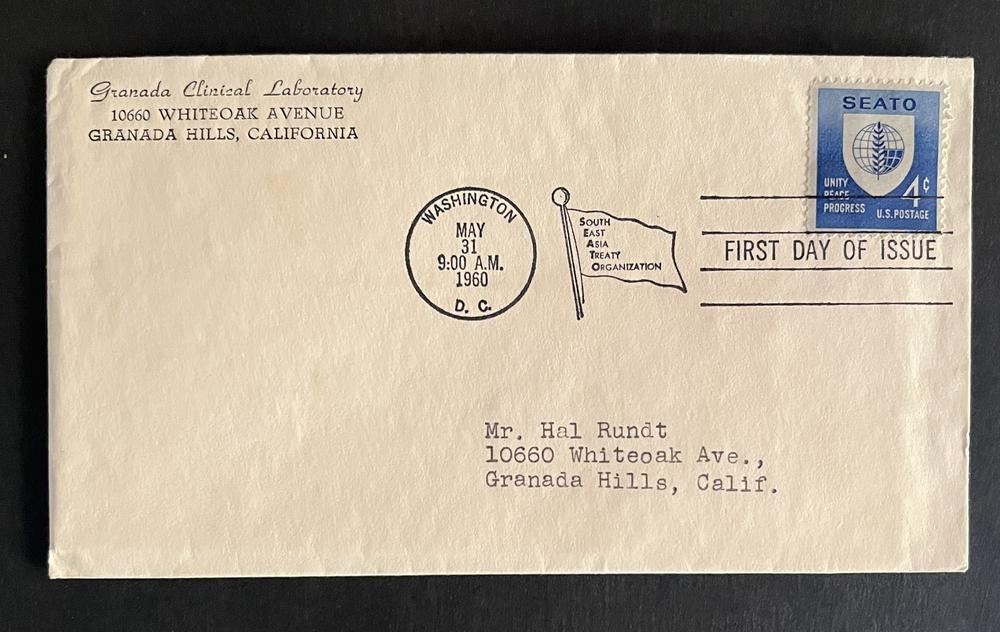 Granada Clinical Laboratory
10660 WHITEOAK AVENUE
GRANADA HILLS, CALIFORNIA
SEATO
UNITY
PEACE
PROGRESS
4¢
U.S. POSTAGE
WASHINGTON
MAY
31
9:00 A.M.
1960
D. C.
SOUTH
EAST
ASIA
TREATY
ORGANIZATION
FIRST DAY OF ISSUE
Mr. Hal Rundt
10660 Whiteoak Ave.,
Granada Hills, Calif.